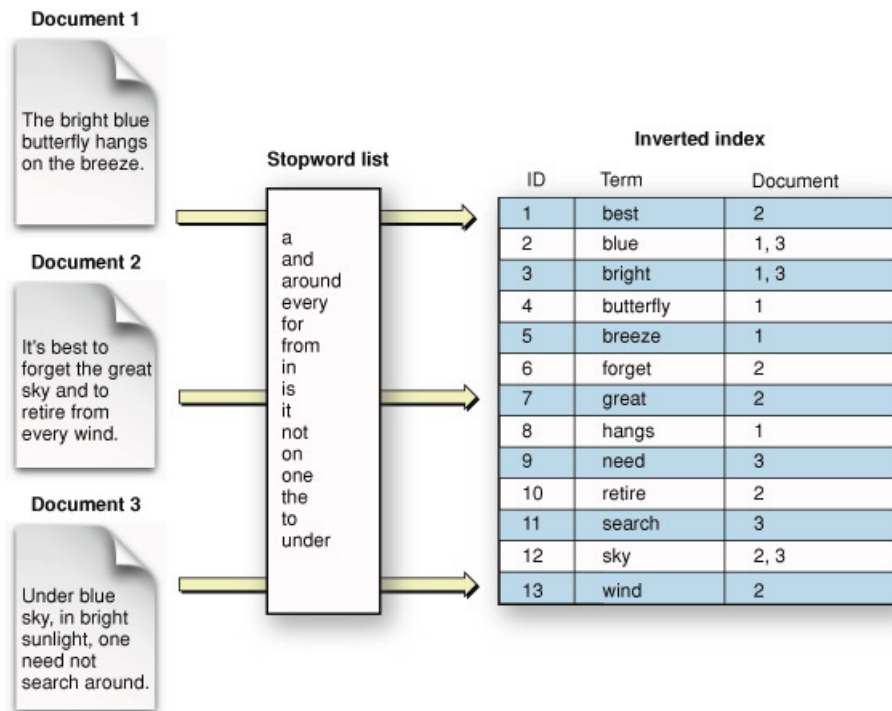 Document 1
The bright blue
butterfly hangs
on the breeze.
Document 2
It's best to
forget the great
sky and to
retire from
every wind.
Document 3
Under blue
sky, in bright
sunlight, one
need not
search around.
Stopword list
a
and
around
every
for
from
in
is
it
not
on
one
the
to
under
Inverted index
ID Term Document
1 best 2
2 blue 1, 3
3 bright 1, 3
4 butterfly 1
5 breeze 1
6 forget 2
7 great 2
8 hangs 1
9 need 3
10 retire 2
11 search 3
12 sky 2, 3
13 wind 2